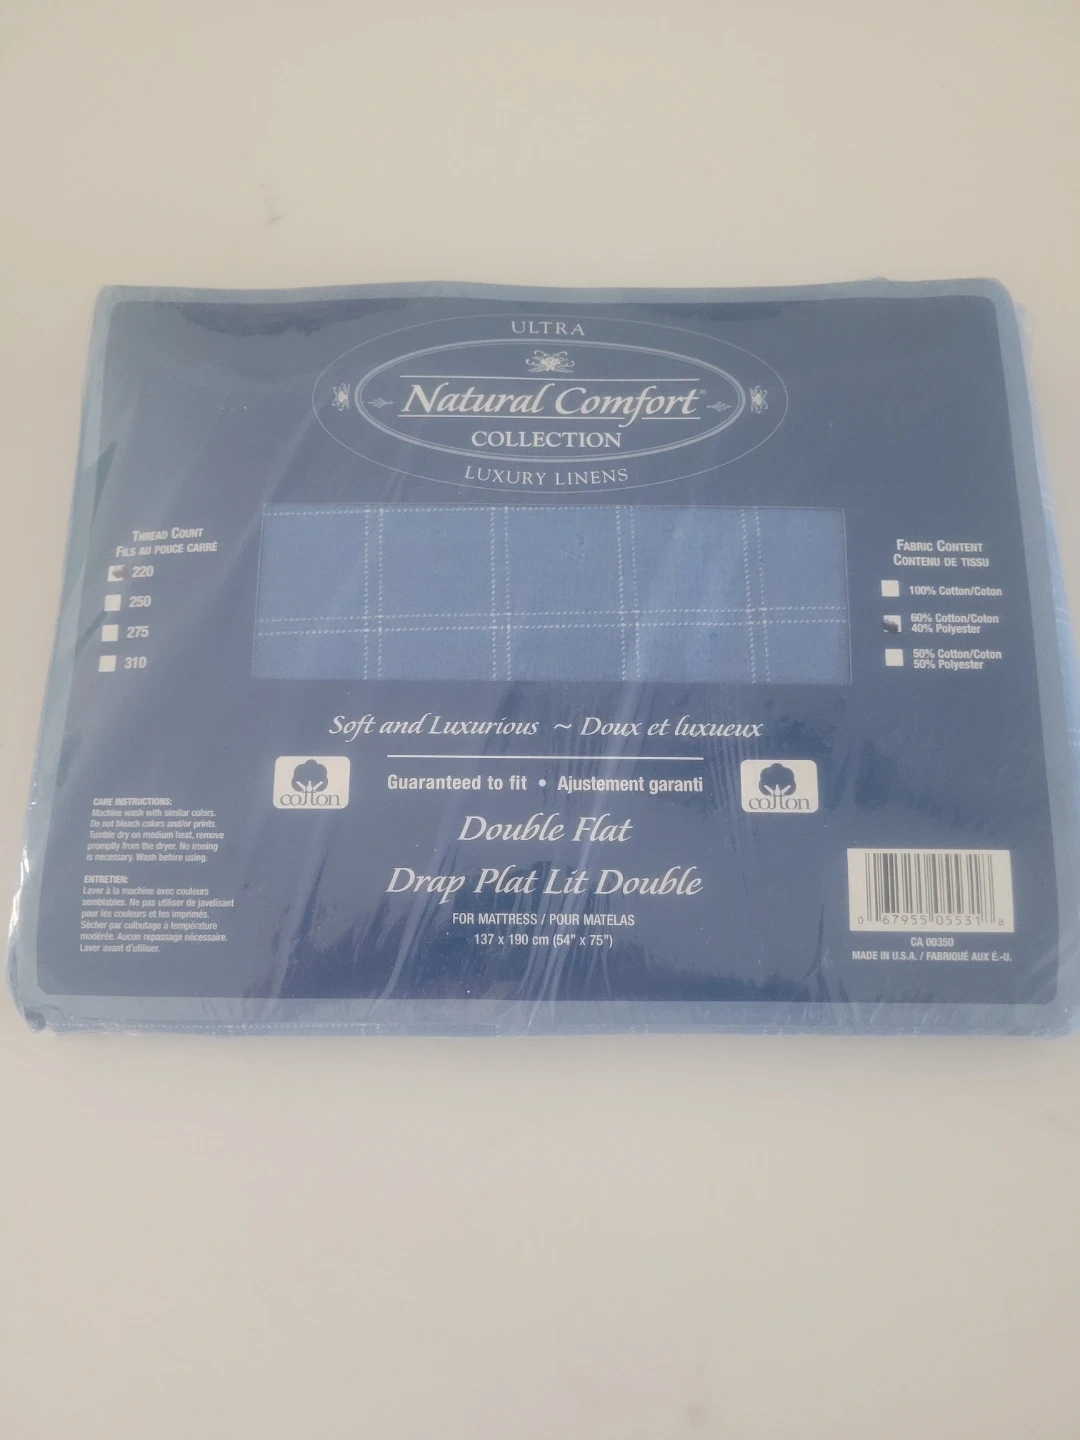 ULTRA
Natural Comfort®
COLLECTION
LUXURY LINENS
THREAD COUNT
FILS AU POUCE CARRÉ
220
250
275
310
FABRIC CONTENT
CONTENU DE TISSU
100% Cotton/Coton
60% Cotton/Coton
40% Polyester
50% Cotton/Coton
50% Polyester
Soft and Luxurious ~ Doux et luxueux
Guaranteed to fit • Ajustement garanti
cotton
cotton
Double Flat
Drap Plat Lit Double
FOR MATTRESS / POUR MATELAS
137 x 190 cm (54" x 75")
CARE INSTRUCTIONS:
Machine wash with similar colors.
Do not bleach colors and/or prints.
Tumble dry on medium heat, remove
promptly from the dryer. No ironing
is necessary. Wash before using.
ENTRETIEN:
Laver à la machine avec couleurs
semblables. Ne pas utiliser de javelisant
pour les couleurs et les imprimés.
Sécher par culbutage à température
modérée. Aucun repassage nécessaire.
Laver avant d'utiliser.
0 67955 05531 8
CA 00350
MADE IN U.S.A. / FABRIQUÉ AUX É.-U.